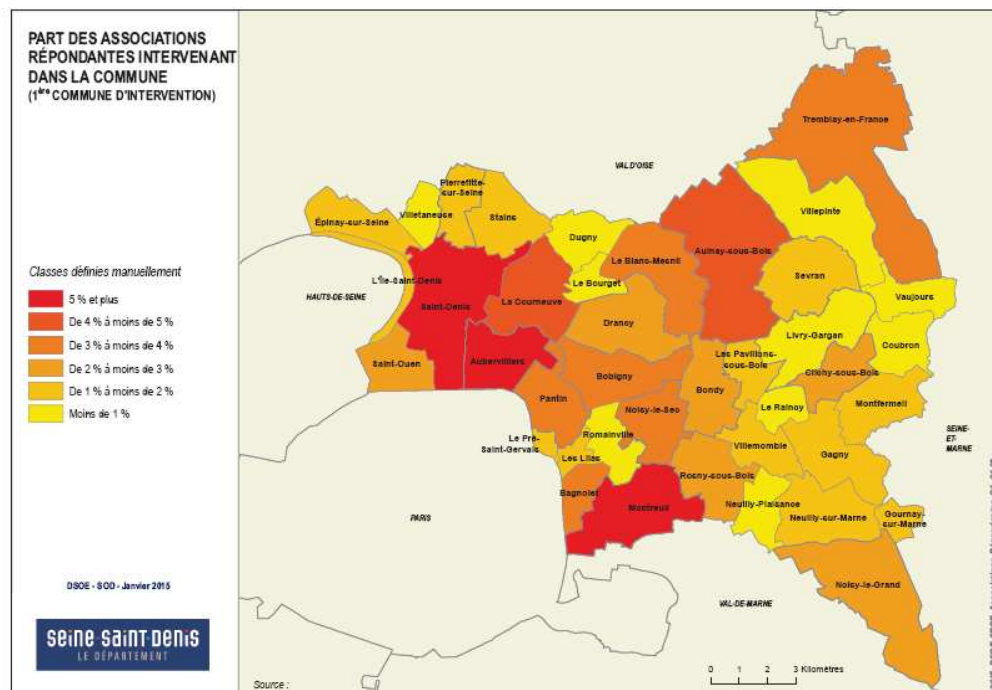 PART DES ASSOCIATIONS
RÉPONDANTES INTERVENANT
DANS LA COMMUNE
(1ère COMMUNE D'INTERVENTION)
Classes définies manuellement
5 % et plus
De 4 % à moins de 5 %
De 3 % à moins de 4 %
De 2 % à moins de 3 %
De 1 % à moins de 2 %
Moins de 1 %
DSOE - SOD - Janvier 2015
seine saint-denis
LE DÉPARTEMENT
Tremblay-en-France
VAL D'OISE
Pierrefitte-
sur-Seine
Villetaneuse
Stains
Épinay-sur-Seine
Villepinte
Dugny
Aulnay-sous-Bois
Le Blanc-Mesnil
Sevran
L'Île-Saint-Denis
Le Bourget
HAUTS-DE-SEINE
Saint-Denis
La Courneuve
Vaujours
Drancy
Livry-Gargan
Coubron
Saint-Ouen
Aubervilliers
Les Pavillons-
sous-Bois
Clichy-sous-Bois
Bobigny
Bondy
Pantin
Noisy-le-Sec
Le Raincy
Montfermeil
SEINE-
ET-
MARNE
Romainville
Le Pré-
Saint-Gervais
Les Lilas
Villemomble
Gagny
Rosny-sous-Bois
Bagnolet
Montreuil
Neuilly-Plaisance
Neuilly-sur-Marne
Gournay-
sur-Marne
PARIS
Noisy-le-Grand
VAL-DE-MARNE
0 1 2 3 Kilomètres
Source :